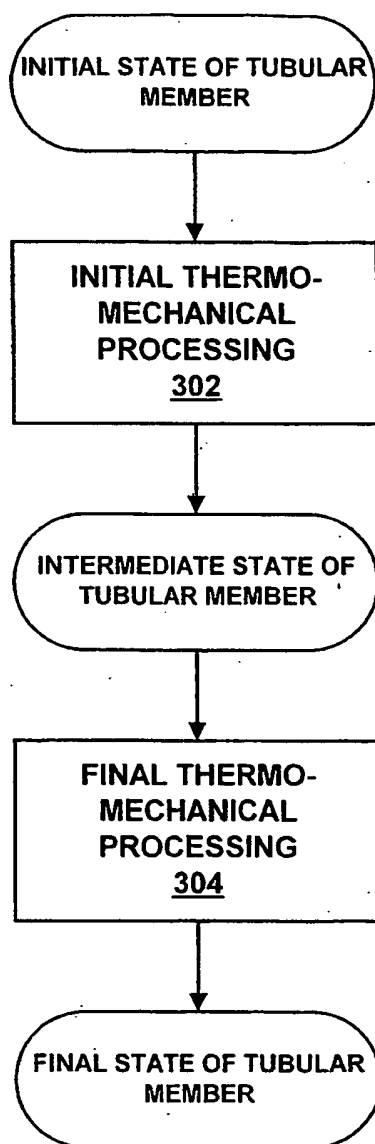 INITIAL STATE OF TUBULAR
MEMBER
INITIAL THERMO-
MECHANICAL
PROCESSING
302
INTERMEDIATE STATE OF
TUBULAR MEMBER
FINAL THERMO-
MECHANICAL
PROCESSING
304
FINAL STATE OF TUBULAR
MEMBER